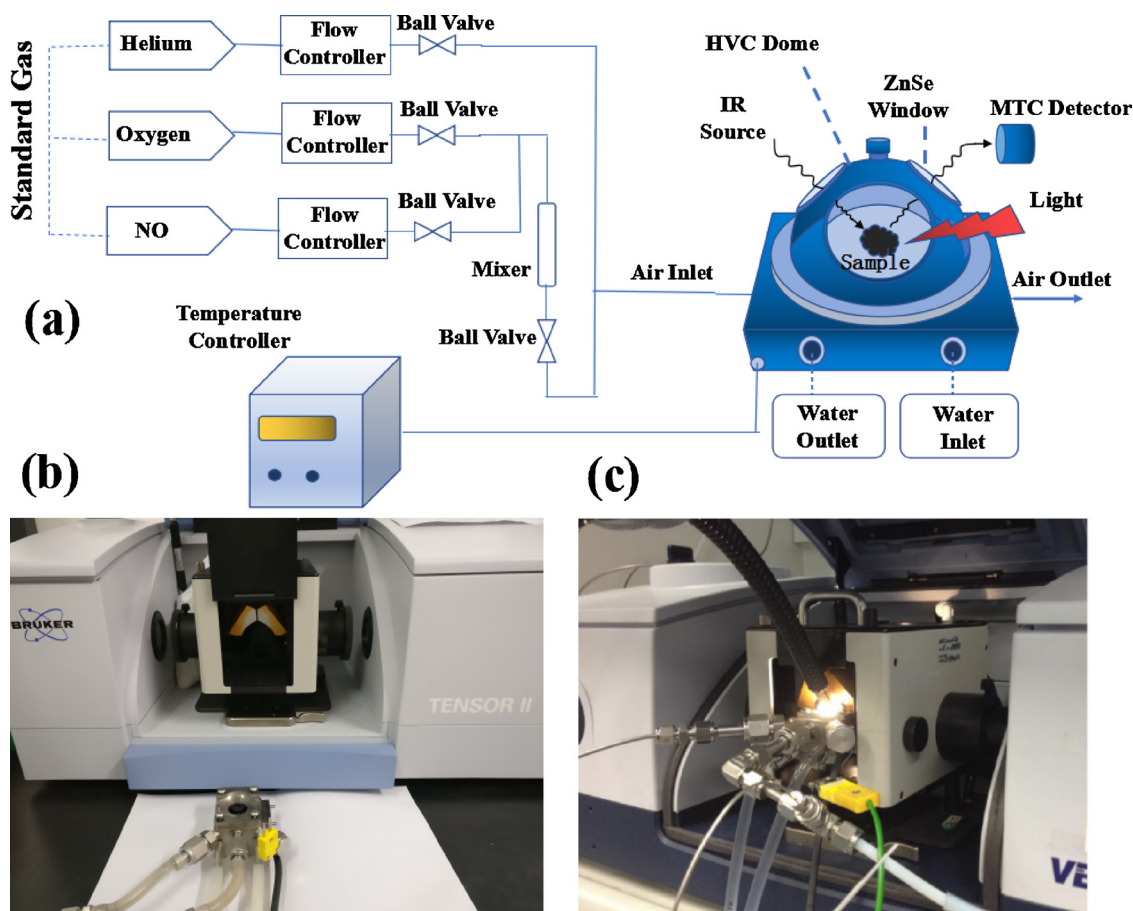 Standard Gas
Helium
Flow
Controller
Ball Valve
Oxygen
Flow
Controller
Ball Valve
NO
Flow
Controller
Ball Valve
Mixer
Ball Valve
Air Inlet
HVC Dome
IR
Source
ZnSe
Window
MTC Detector
Light
Sample
Air Outlet
Water
Outlet
Water
Inlet
(a)
Temperature
Controller
(b)
(c)
BRUKER
TENSOR II
VE